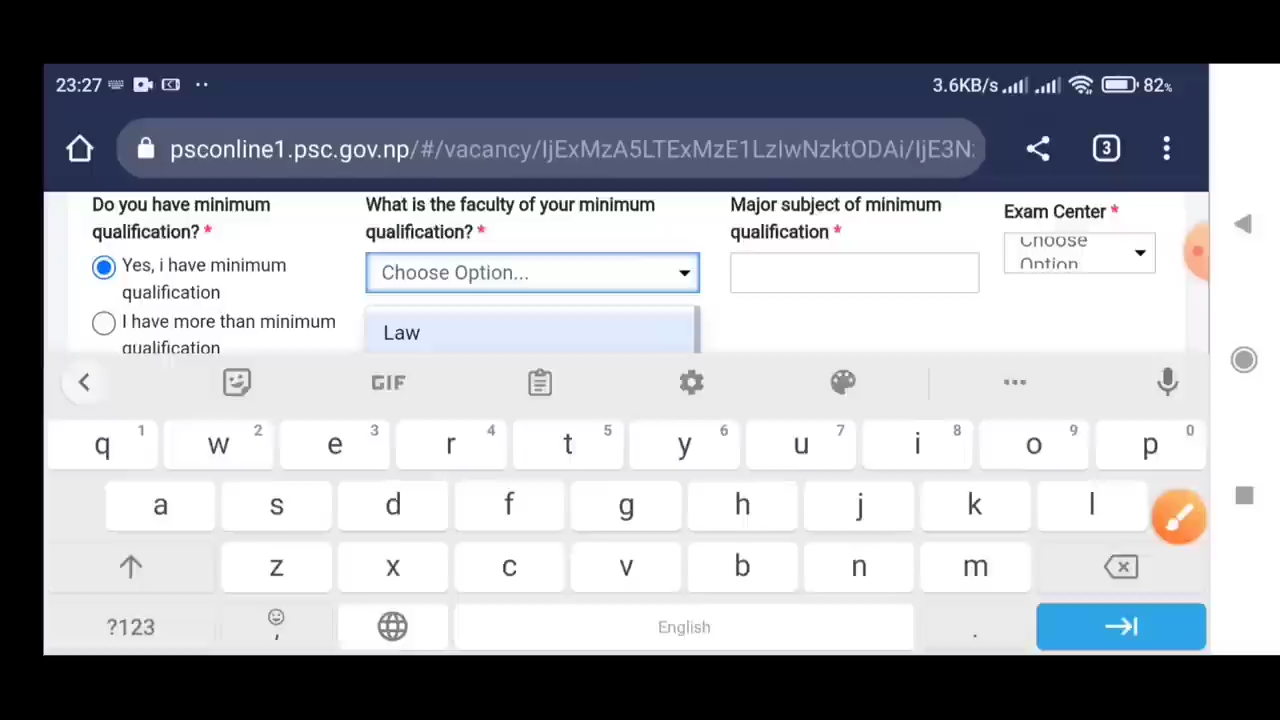 23:27
3.6KB/s
82%
psconline1.psc.gov.np/#/vacancy/IjExMzA5LTExMzE1LzIwNzktODAi/IjE3N:
3
Do you have minimum
qualification? *
Yes, i have minimum
qualification
I have more than minimum
qualification
What is the faculty of your minimum
qualification? *
Choose Option...
Law
Major subject of minimum
qualification *
Exam Center *
Choose
Option
GIF
q 1 w 2 e 3 r 4 t 5 y 6 u 7 i 8 o 9 p 0
a s d f g h j k l
z x c v b n m
?123 , English .